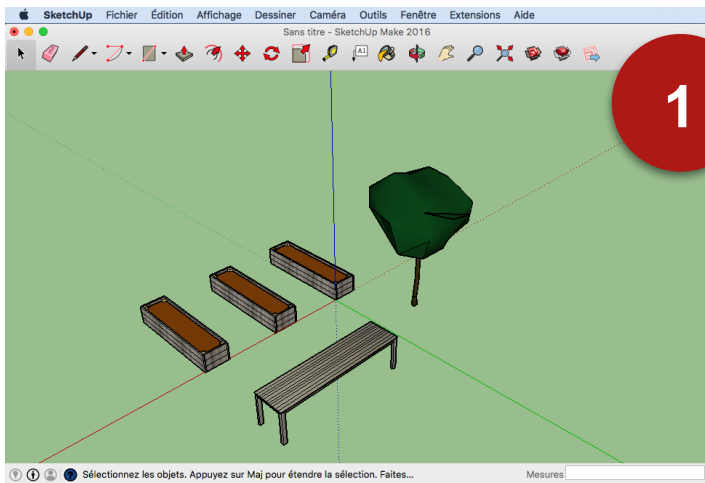 SketchUp Fichier Édition Affichage Dessiner Caméra Outils Fenêtre Extensions Aide
Sans titre - SketchUp Make 2016
A1
1
Sélectionnez les objets. Appuyez sur Maj pour étendre la sélection. Faites... Mesures